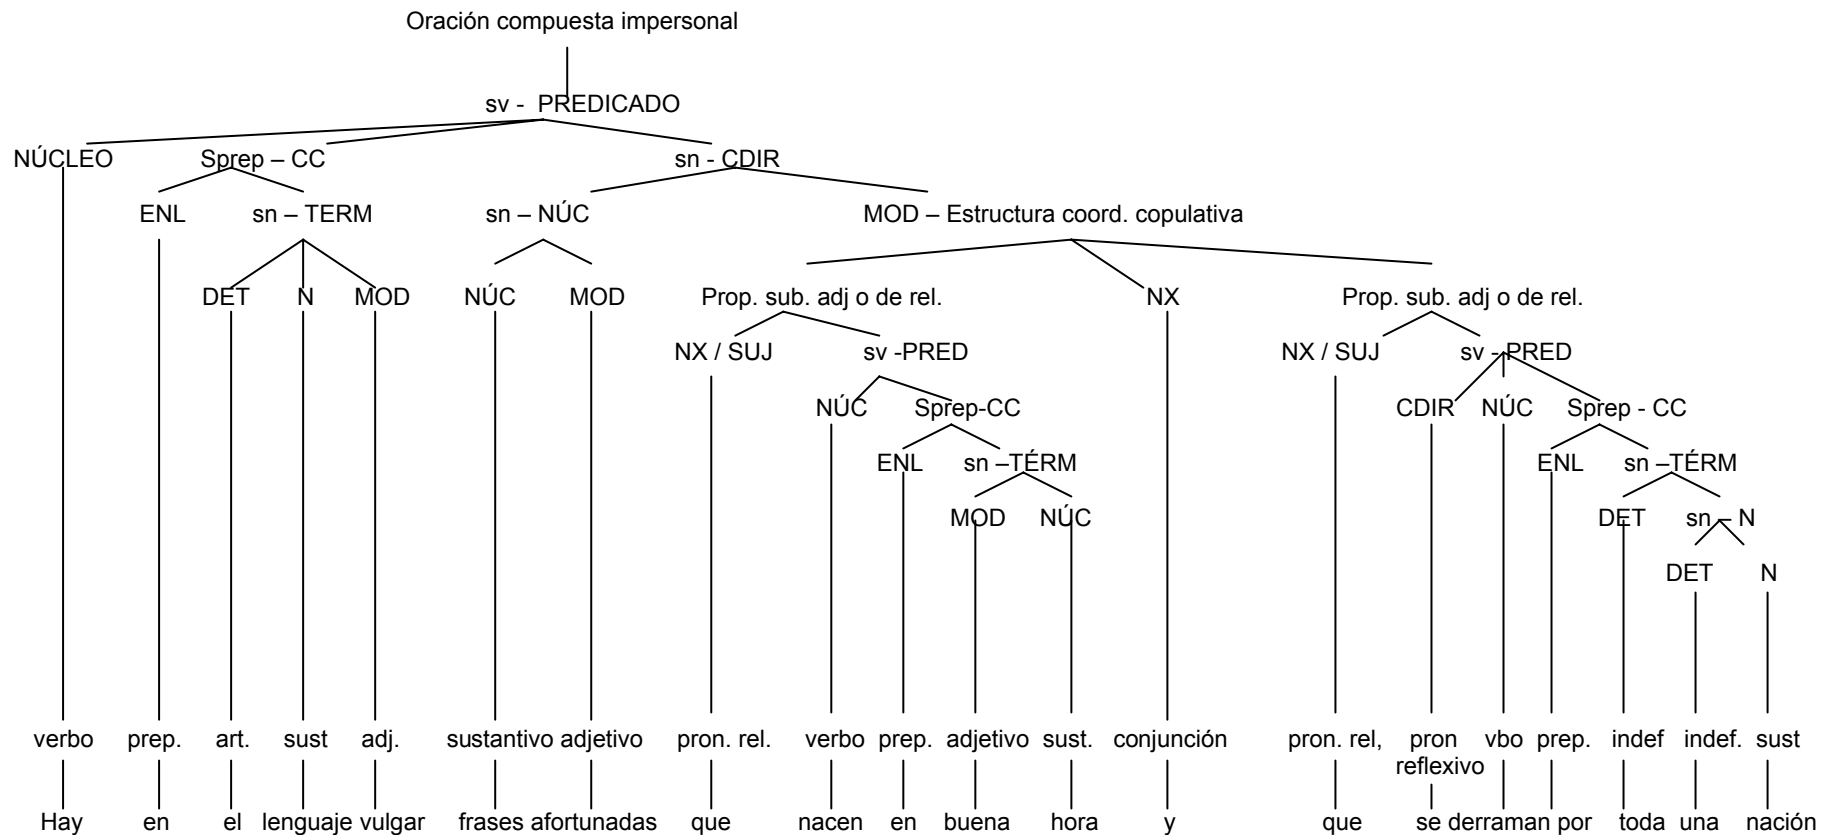 Oración compuesta impersonal
sv - PREDICADO
NÚCLEO Sprep – CC sn - CDIR
ENL sn – TERM sn – NÚC MOD – Estructura coord. copulativa
DET N MOD NÚC MOD Prop. sub. adj o de rel. NX Prop. sub. adj o de rel.
NX / SUJ sv -PRED NX / SUJ sv - PRED
NÚC Sprep-CC CDIR NÚC Sprep - CC
ENL sn –TÉRM ENL sn –TÉRM
MOD NÚC DET sn – N
DET N
verbo prep. art. sust adj. sustantivo adjetivo pron. rel. verbo prep. adjetivo sust. conjunción pron. rel, pron vbo prep. indef indef. sust
reflexivo
Hay en el lenguaje vulgar frases afortunadas que nacen en buena hora y que se derraman por toda una nación